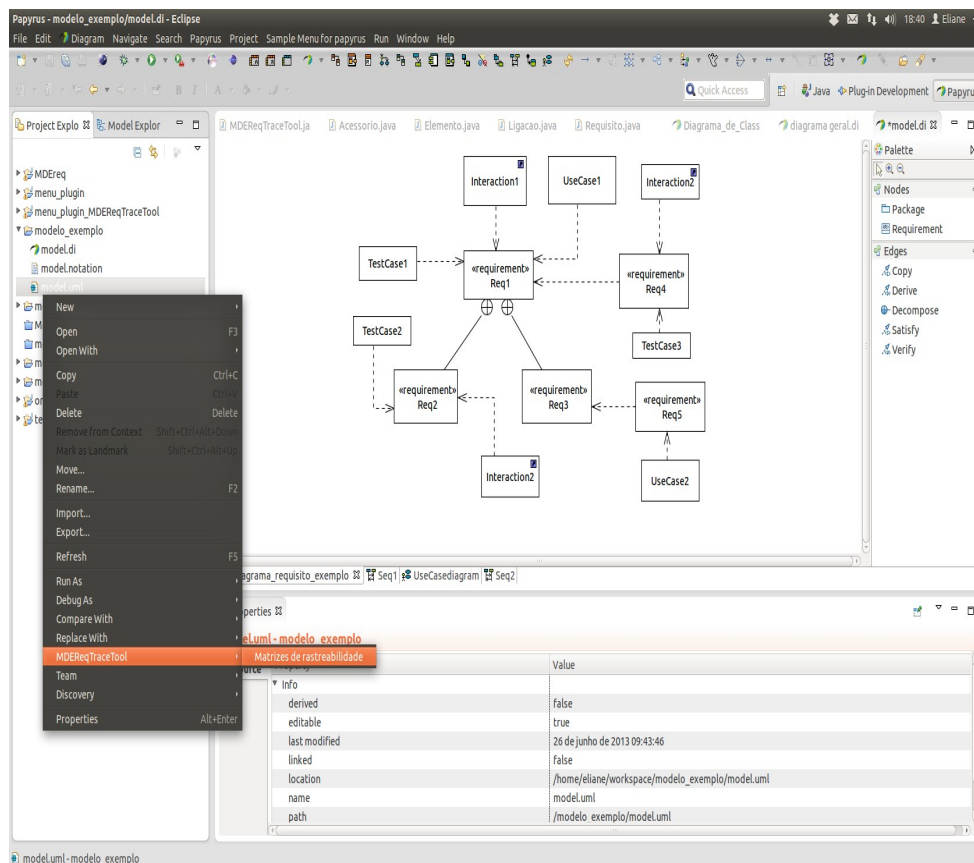 Papyrus - modelo_exemplo/model.di - Eclipse
18:40 Eliane
File Edit Diagram Navigate Search Papyrus Project Sample Menu for papyrus Run Window Help
Quick Access Java Plug-in Development Papyru
Project Explo Model Explor
MDEReqTraceTool.ja Acessorio.java Elemento.java Ligacao.java Requisito.java Diagrama_de_Class diagrama geral.di *model.di
MDEreq
menu_plugin
menu_plugin_MDEReqTraceTool
modelo_exemplo
model.di
model.notation
model.uml
New
Open F3
Open With
Copy Ctrl+C
Paste Ctrl+V
Delete Delete
Remove from Context Shift+Ctrl+Alt+Down
Mark as Landmark Shift+Ctrl+Alt+Up
Move...
Rename... F2
Import...
Export...
Refresh F5
Run As
Debug As
Compare With
Replace With
MDEReqTraceTool
Matrizes de rastreabilidade
Team
Discovery
Properties Alt+Enter
Interaction1
UseCase1
Interaction2
TestCase1
«requirement»
Req1
«requirement»
Req4
TestCase2
TestCase3
«requirement»
Req2
«requirement»
Req3
«requirement»
Req5
Interaction2
UseCase2
Palette
Nodes
Package
Requirement
Edges
Copy
Derive
Decompose
Satisfy
Verify
agrama_requisito_exemplo Seq1 UseCasediagram Seq2
operties
el.uml - modelo_exemplo
Value
Info
derived false
editable true
last modified 26 de junho de 2013 09:43:46
linked false
location /home/eliane/workspace/modelo_exemplo/model.uml
name model.uml
path /modelo_exemplo/model.uml
model.uml - modelo_exemplo